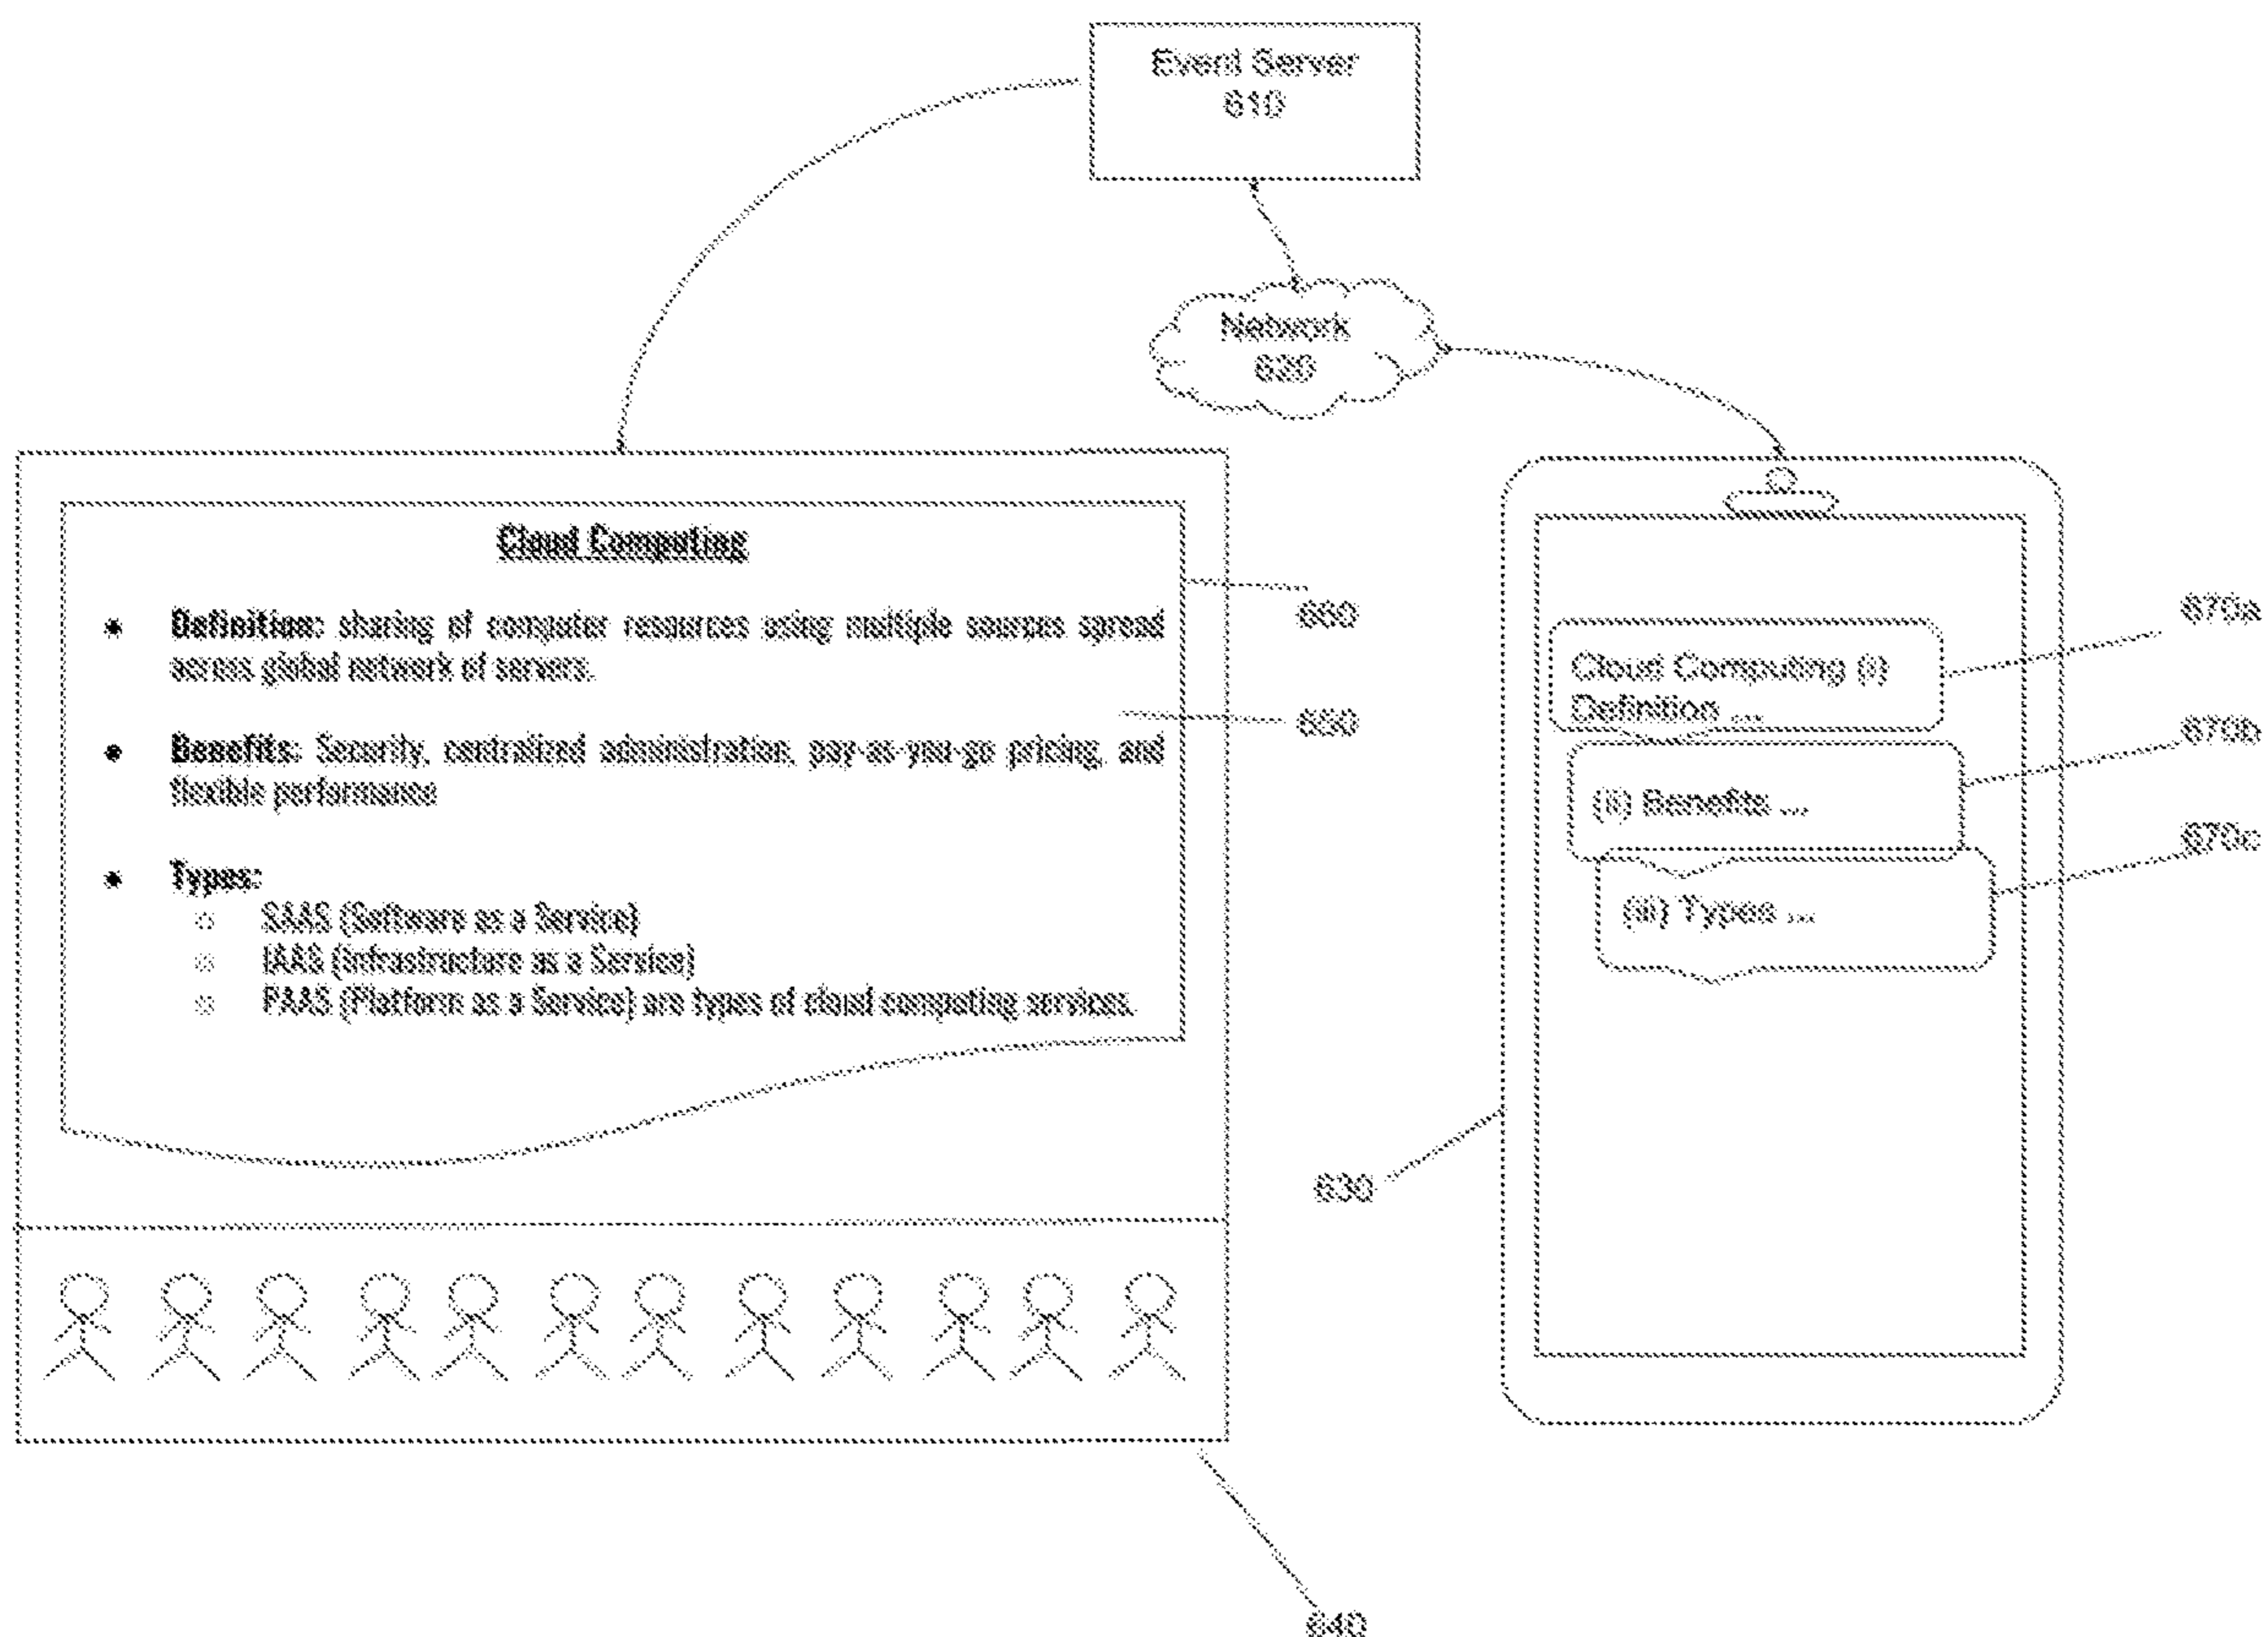 Event Server
610
Network
620
Cloud Computing
● Definition: sharing of computer resources using multiple sources spread
across global network of servers.
● Benefits: Security, centralized administration, pay-as-you-go pricing, and
flexible performance
● Types:
○ SAAS (Software as a Service)
○ IAAS (Infrastructure as a Service)
○ PAAS (Platform as a Service) are types of cloud computing services.
660
650
Cloud Computing (i)
Definition ...
(ii) Benefits ...
(iii) Types ...
670a
670b
670c
630
640